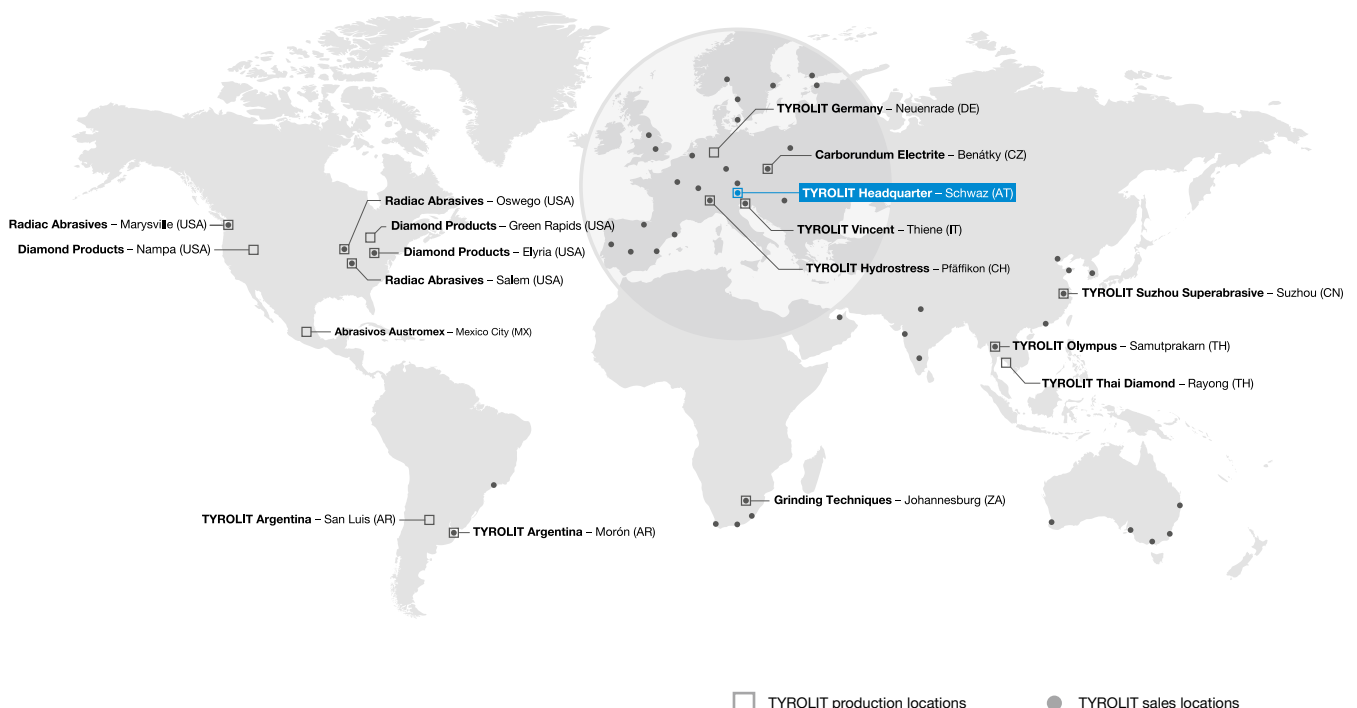 TYROLIT Germany – Neuenrade (DE)
Carborundum Electrite – Benátky (CZ)
TYROLIT Headquarter – Schwaz (AT)
Radiac Abrasives – Oswego (USA)
Radiac Abrasives – Marysville (USA)
Diamond Products – Green Rapids (USA)
TYROLIT Vincent – Thiene (IT)
Diamond Products – Nampa (USA)
Diamond Products – Elyria (USA)
TYROLIT Hydrostress – Pfäffikon (CH)
Radiac Abrasives – Salem (USA)
TYROLIT Suzhou Superabrasive – Suzhou (CN)
Abrasivos Austromex – Mexico City (MX)
TYROLIT Olympus – Samutprakarn (TH)
TYROLIT Thai Diamond – Rayong (TH)
Grinding Techniques – Johannesburg (ZA)
TYROLIT Argentina – San Luis (AR)
TYROLIT Argentina – Morón (AR)
TYROLIT production locations
TYROLIT sales locations